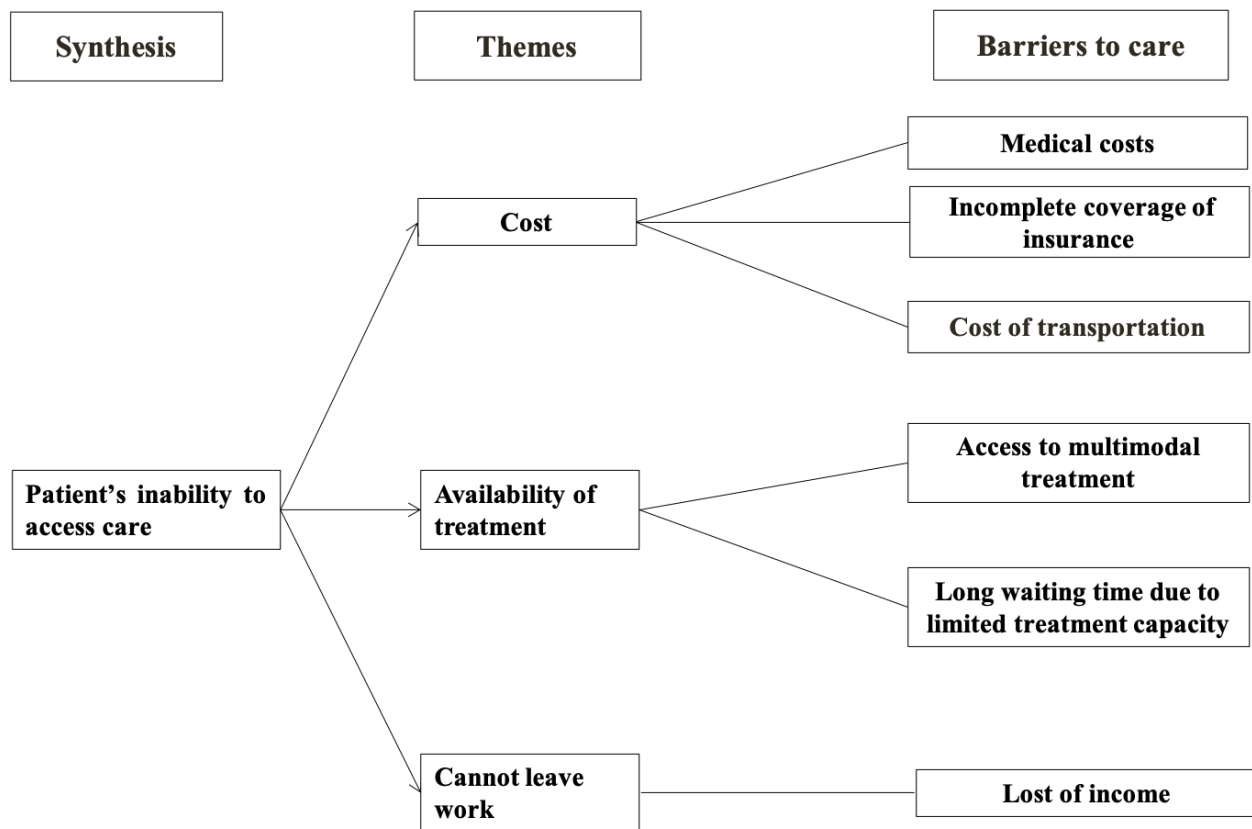 Synthesis
Themes
Barriers to care
Medical costs
Cost
Incomplete coverage of
insurance
Cost of transportation
Patient’s inability to
access care
Availability of
treatment
Access to multimodal
treatment
Long waiting time due to
limited treatment capacity
Cannot leave
work
Lost of income